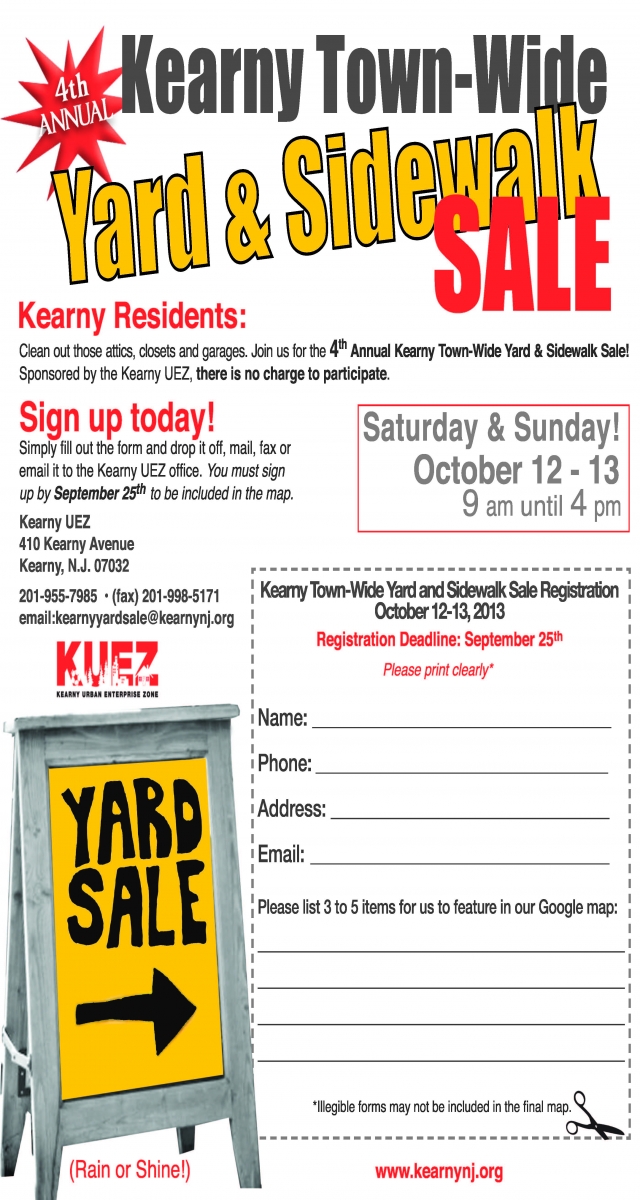 4th
ANNUAL
Kearny Town-Wide
Yard & Sidewalk
SALE
Kearny Residents:
Clean out those attics, closets and garages. Join us for the 4th Annual Kearny Town-Wide Yard & Sidewalk Sale!
Sponsored by the Kearny UEZ, there is no charge to participate.
Sign up today!
Simply fill out the form and drop it off, mail, fax or
email it to the Kearny UEZ office. You must sign
up by September 25th to be included in the map.
Kearny UEZ
410 Kearny Avenue
Kearny, N.J. 07032
201-955-7985 • (fax) 201-998-5171
email:kearnyyardsale@kearnynj.org
Saturday & Sunday!
October 12 - 13
9 am until 4 pm
KUEZ
KEARNY URBAN ENTERPRISE ZONE
YARD
SALE
(Rain or Shine!)
Kearny Town-Wide Yard and Sidewalk Sale Registration
October 12-13, 2013
Registration Deadline: September 25th
Please print clearly*
Name:
Phone:
Address:
Email:
Please list 3 to 5 items for us to feature in our Google map:
*Illegible forms may not be included in the final map.
www.kearnynj.org